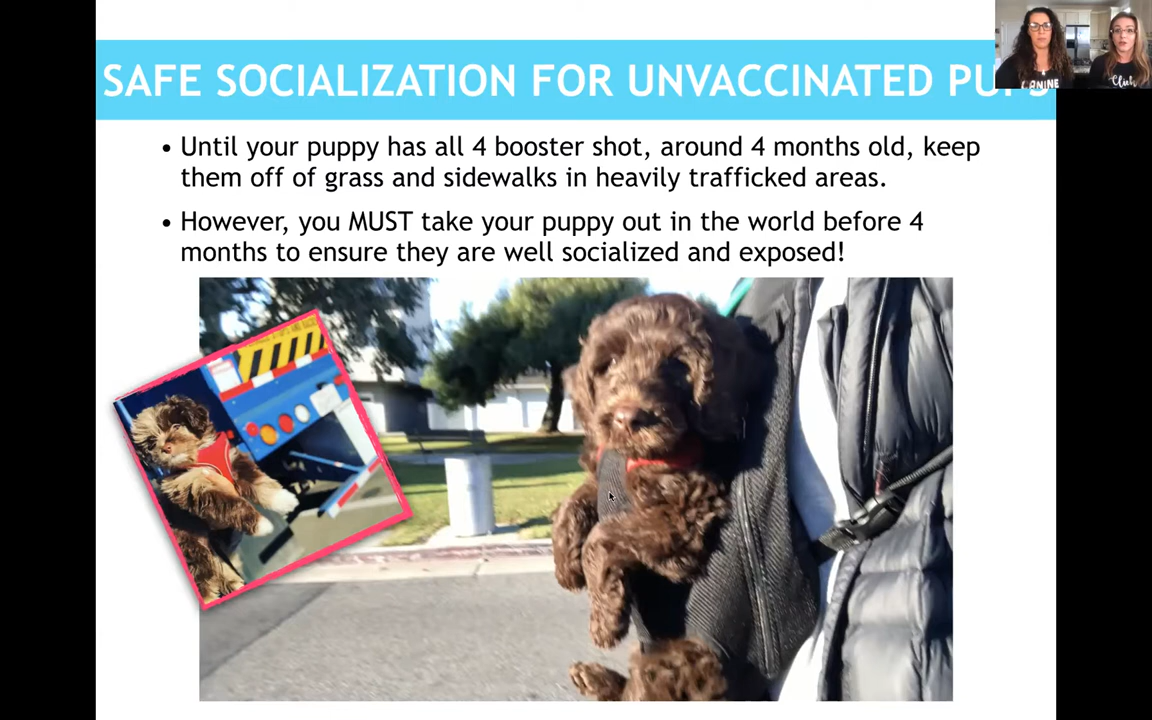 SAFE SOCIALIZATION FOR UNVACCINATED PUPS
• Until your puppy has all 4 booster shot, around 4 months old, keep
them off of grass and sidewalks in heavily trafficked areas.
• However, you MUST take your puppy out in the world before 4
months to ensure they are well socialized and exposed!
CANINE
Click